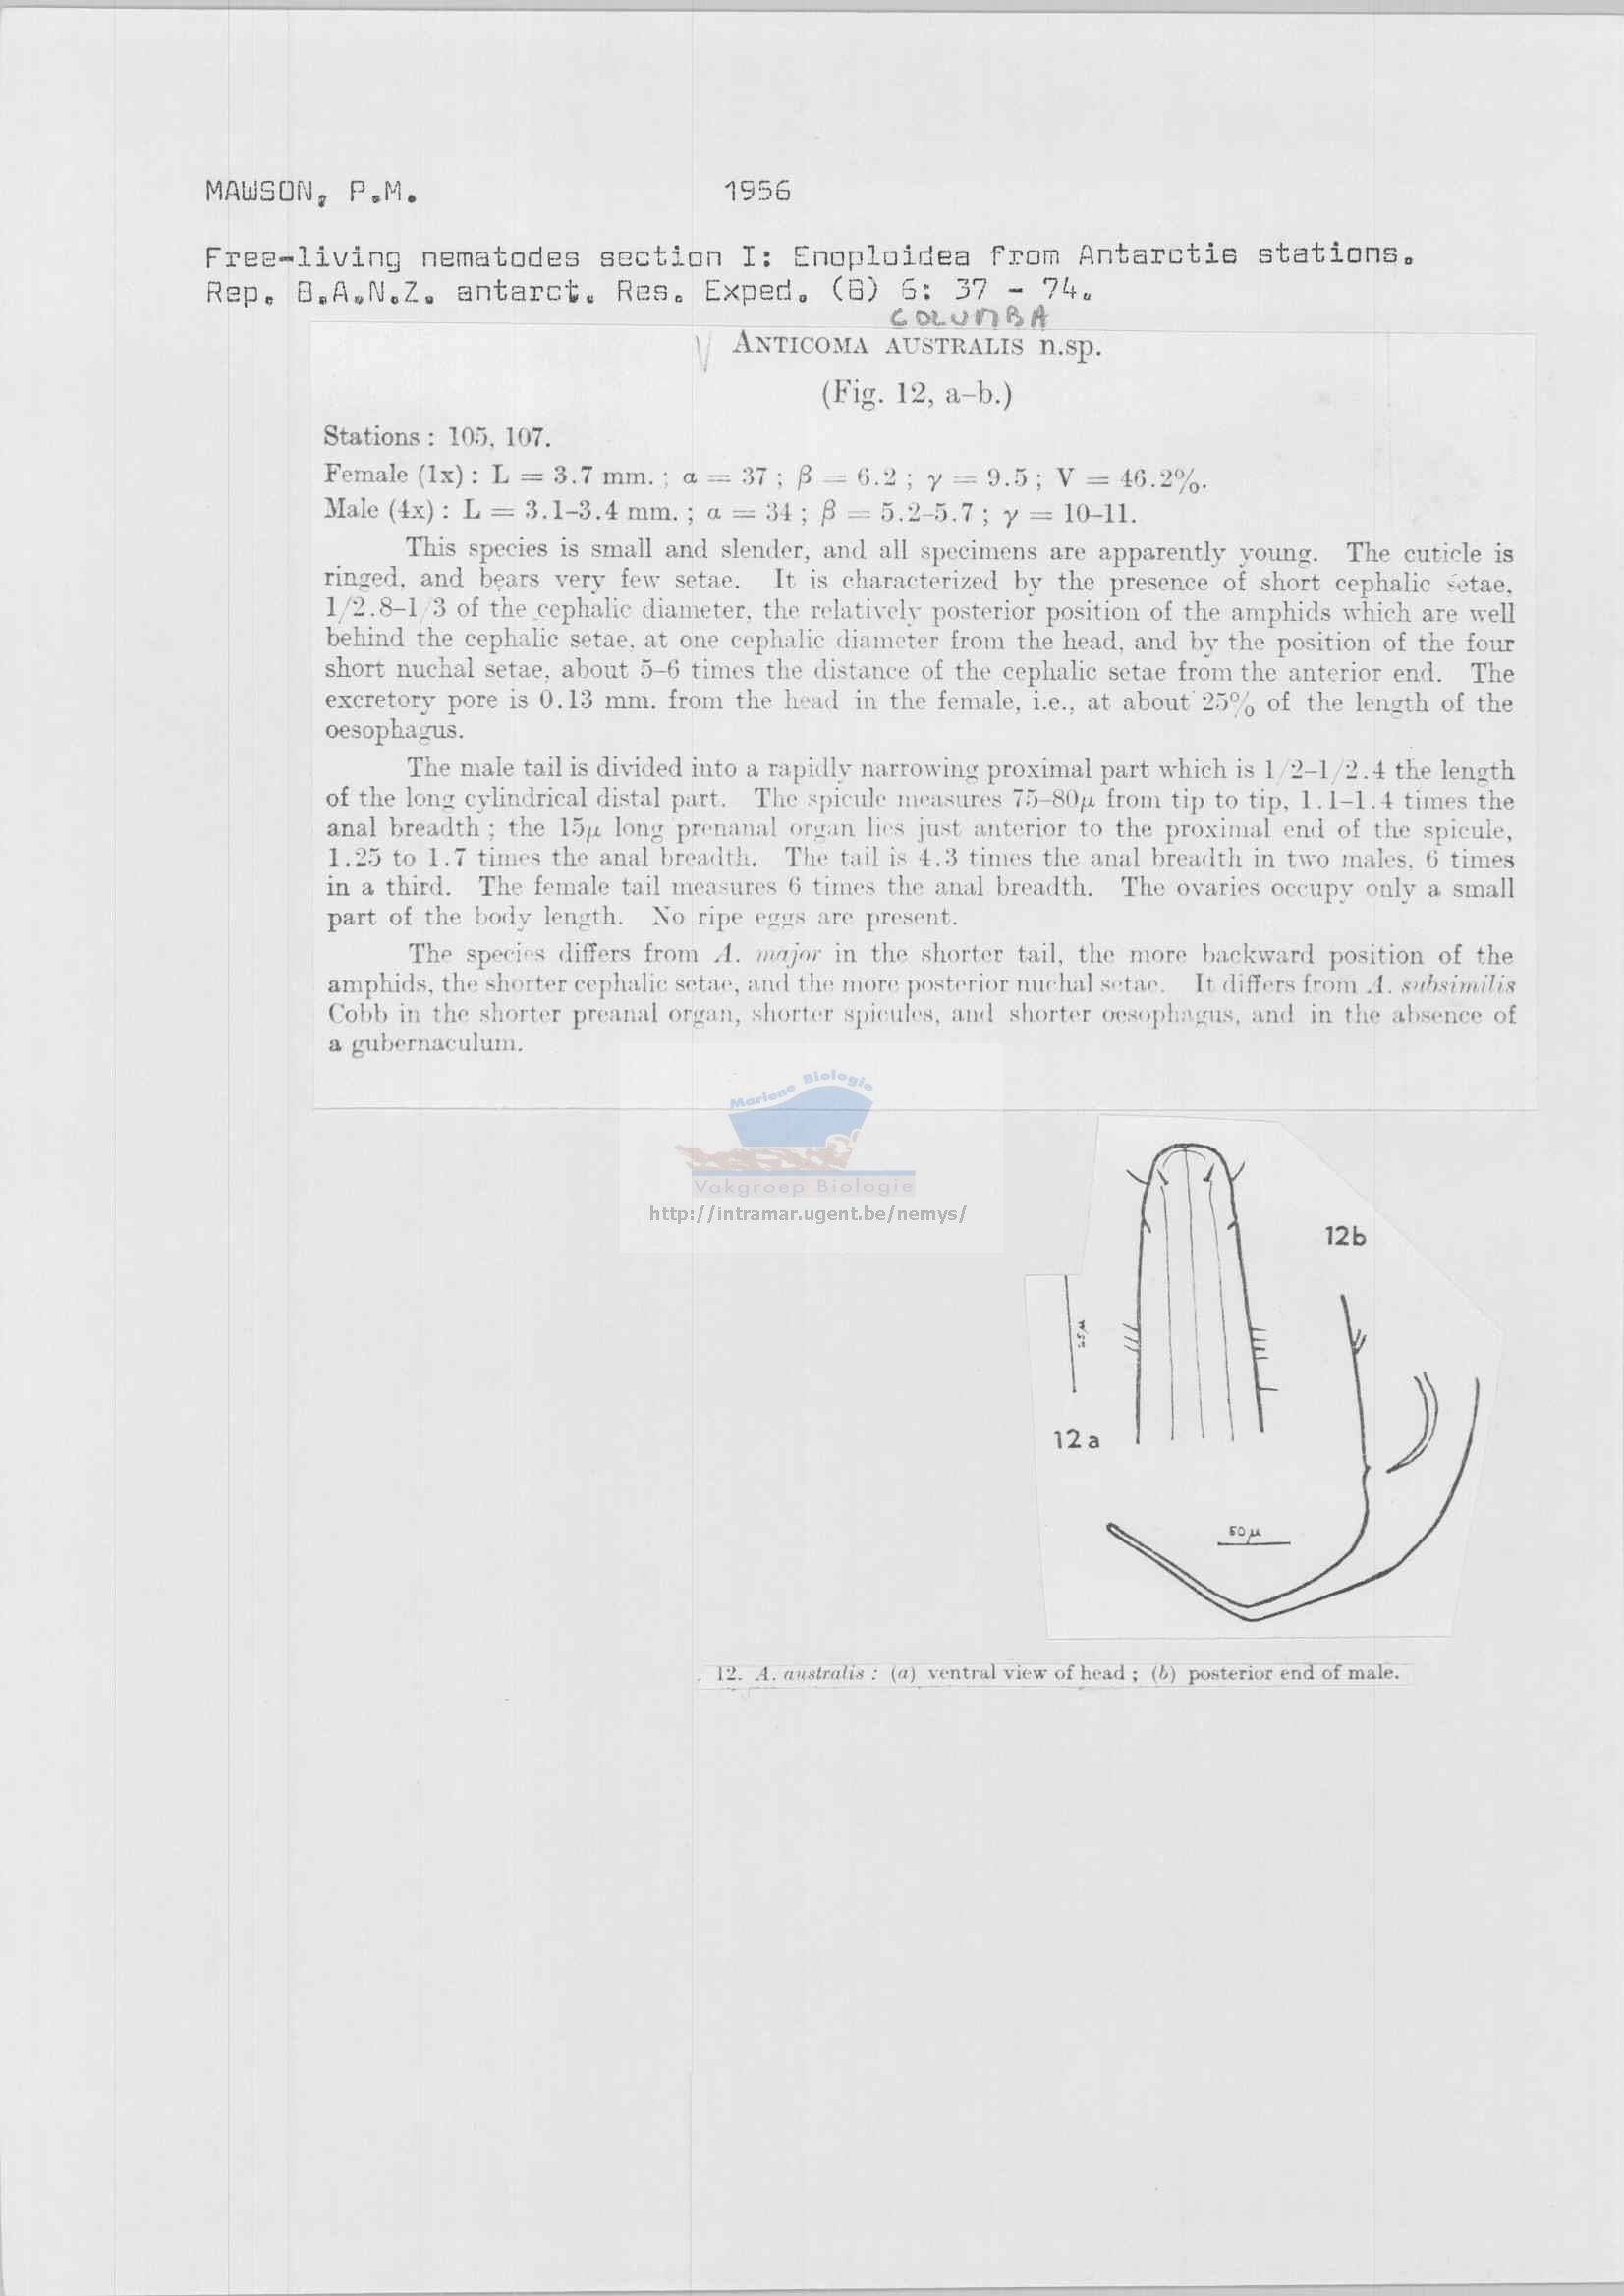 MAWSON, P.M. 1956
Free-living nematodes section I: Enoploidea from Antarctie stations.
Rep. B.A.N.Z. antarct. Res. Exped. (B) 6: 37 - 74.
COLUMBA
ANTICOMA AUSTRALIS n.sp.
(Fig. 12, a–b.)
Stations : 105, 107.
Female (1x) : L = 3.7 mm. ; α = 37 ; β = 6.2 ; γ = 9.5 ; V = 46.2%.
Male (4x) : L = 3.1–3.4 mm. ; α = 34 ; β = 5.2–5.7 ; γ = 10–11.
This species is small and slender, and all specimens are apparently young. The cuticle is
ringed, and bears very few setae. It is characterized by the presence of short cephalic setae,
1/2.8–1/3 of the cephalic diameter, the relatively posterior position of the amphids which are well
behind the cephalic setae, at one cephalic diameter from the head, and by the position of the four
short nuchal setae, about 5–6 times the distance of the cephalic setae from the anterior end. The
excretory pore is 0.13 mm. from the head in the female, i.e., at about 25% of the length of the
oesophagus.
The male tail is divided into a rapidly narrowing proximal part which is 1/2–1/2.4 the length
of the long cylindrical distal part. The spicule measures 75–80μ from tip to tip, 1.1–1.4 times the
anal breadth ; the 15μ long prenanal organ lies just anterior to the proximal end of the spicule,
1.25 to 1.7 times the anal breadth. The tail is 4.3 times the anal breadth in two males, 6 times
in a third. The female tail measures 6 times the anal breadth. The ovaries occupy only a small
part of the body length. No ripe eggs are present.
The species differs from A. major in the shorter tail, the more backward position of the
amphids, the shorter cephalic setae, and the more posterior nuchal setae. It differs from A. subsimilis
Cobb in the shorter preanal organ, shorter spicules, and shorter oesophagus, and in the absence of
a gubernaculum.
Mariene Biologie
Vakgroep Biologie
http://intramar.ugent.be/nemys/
12b
25 μ
12a
50 μ
12. A. australis : (a) ventral view of head ; (b) posterior end of male.